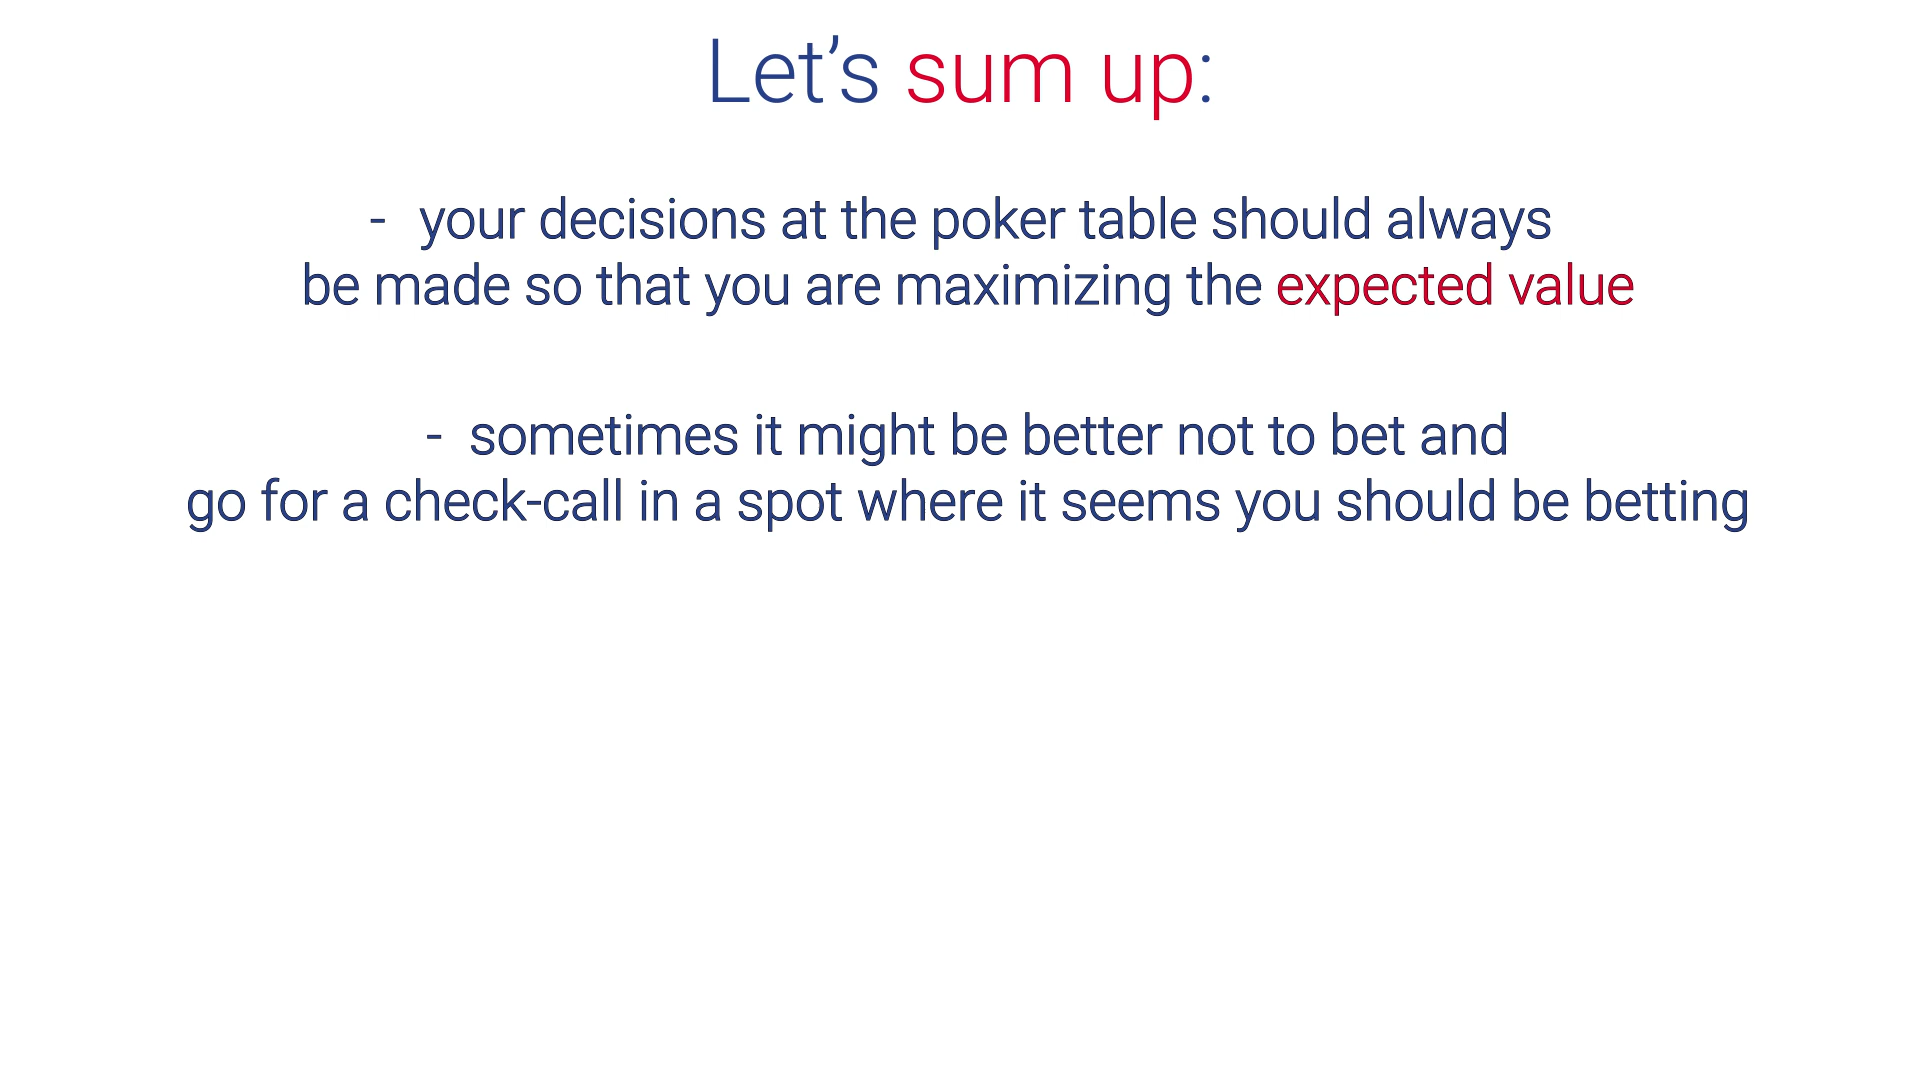 Let’s sum up:
- your decisions at the poker table should always
be made so that you are maximizing the expected value
- sometimes it might be better not to bet and
go for a check-call in a spot where it seems you should be betting